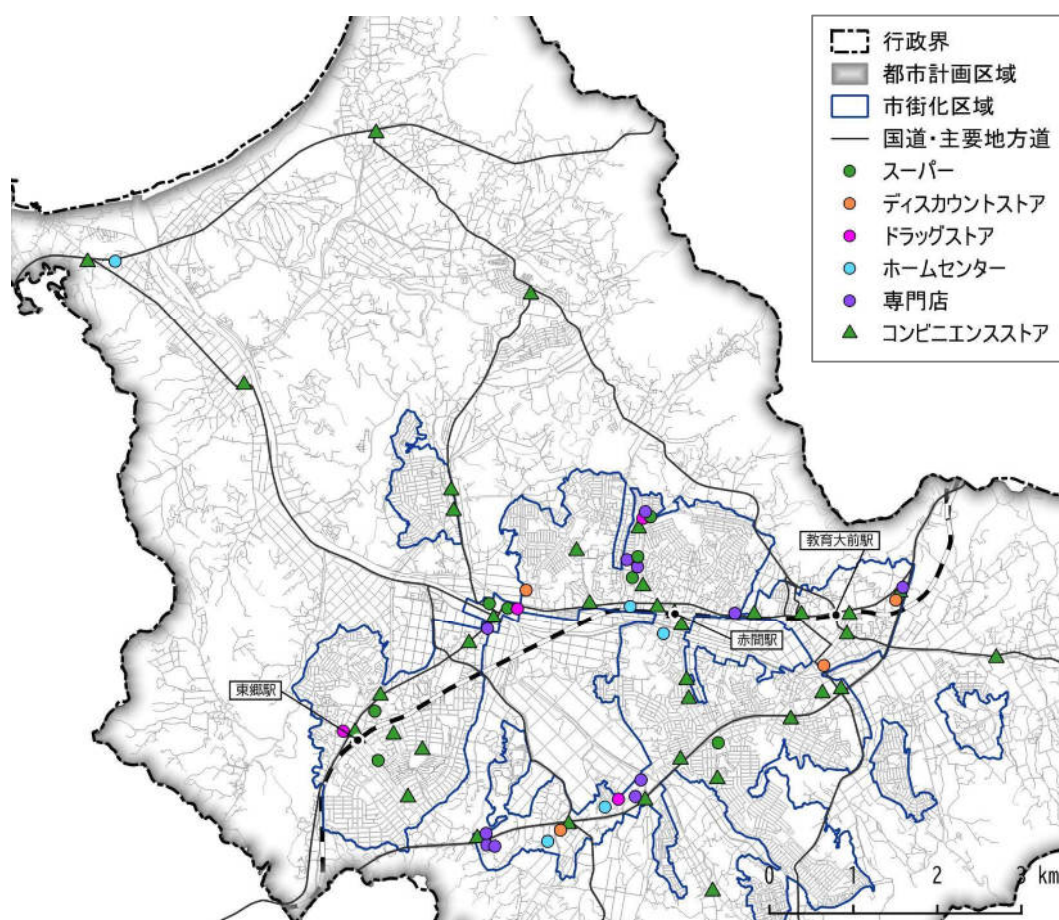 行政界
都市計画区域
市街化区域
国道・主要地方道
スーパー
ディスカウントストア
ドラッグストア
ホームセンター
専門店
コンビニエンスストア
教育大前駅
赤間駅
東郷駅
0 1 2 3 km